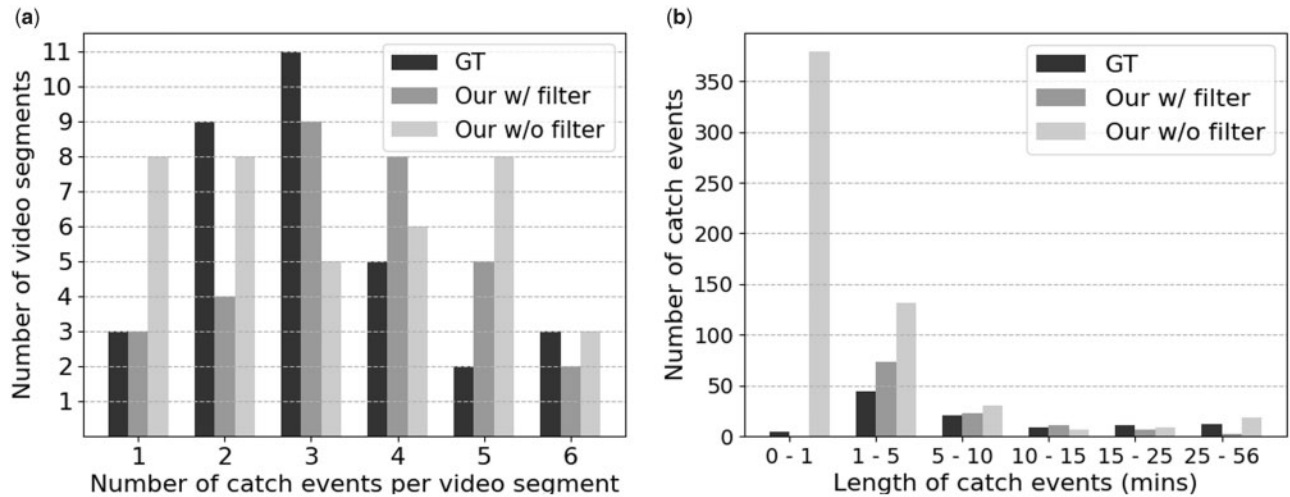 (a)
Number of video segments
11
10
9
8
7
6
5
4
3
2
1
GT
Our w/ filter
Our w/o filter
1 2 3 4 5 6
Number of catch events per video segment
(b)
Number of catch events
350
300
250
200
150
100
50
0
GT
Our w/ filter
Our w/o filter
0 - 1 1 - 5 5 - 10 10 - 15 15 - 25 25 - 56
Length of catch events (mins)